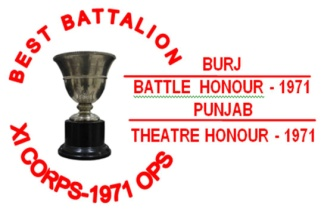 BEST BATTALION
XI CORPS-1971 OPS
BURJ
BATTLE HONOUR - 1971
PUNJAB
THEATRE HONOUR - 1971